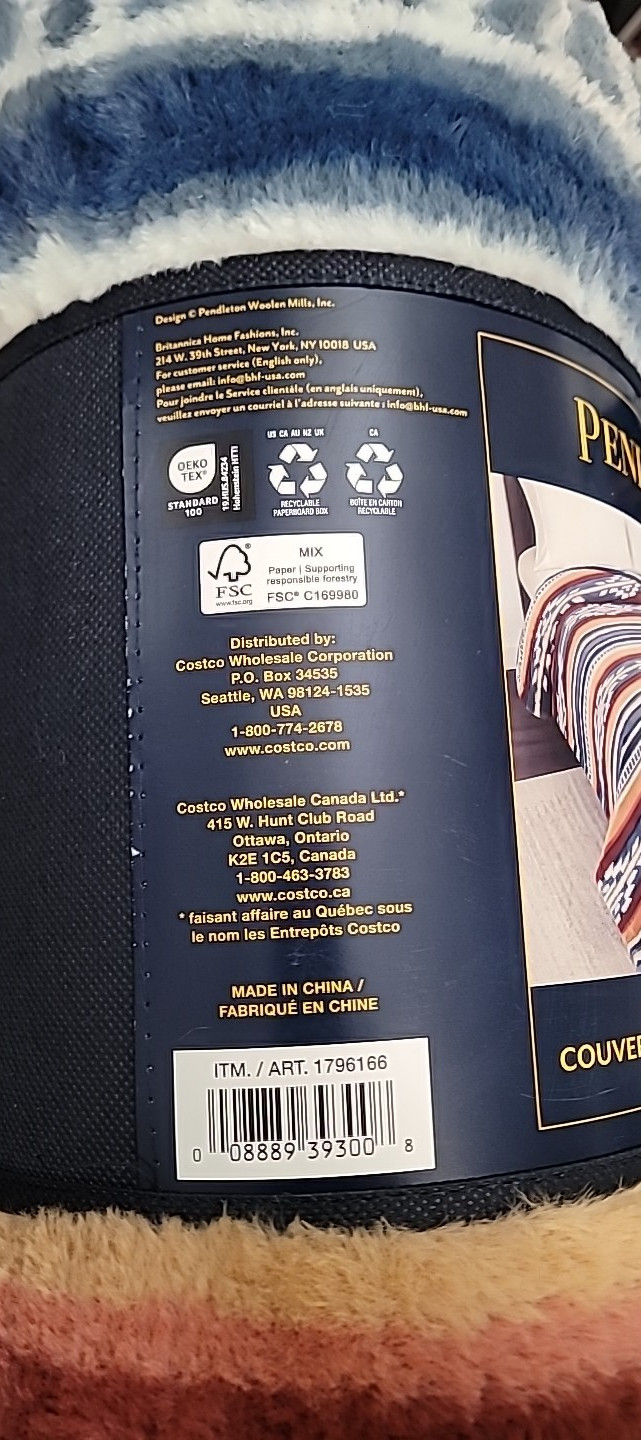 Design © Pendleton Woolen Mills, Inc.
Britannica Home Fashions, Inc.
214 W. 39th Street, New York, NY 10018 USA
For customer service (English only),
please email: info@bhf-usa.com
Pour joindre le Service clientèle (en anglais uniquement),
veuillez envoyer un courriel à l'adresse suivante : info@bhf-usa.com
OEKO
TEX®
STANDARD
100
19.HUS.84234
Hohenstein HTTI
US CA AU NZ UK
RECYCLABLE
PAPERBOARD BOX
CA
BOÎTE EN CARTON
RECYCLABLE
FSC
www.fsc.org
MIX
Paper | Supporting
responsible forestry
FSC® C169980
Distributed by:
Costco Wholesale Corporation
P.O. Box 34535
Seattle, WA 98124-1535
USA
1-800-774-2678
www.costco.com
Costco Wholesale Canada Ltd.*
415 W. Hunt Club Road
Ottawa, Ontario
K2E 1C5, Canada
1-800-463-3783
www.costco.ca
* faisant affaire au Québec sous
le nom les Entrepôts Costco
MADE IN CHINA /
FABRIQUÉ EN CHINE
ITM. / ART. 1796166
0 08889 39300 8
PEN
COUVE